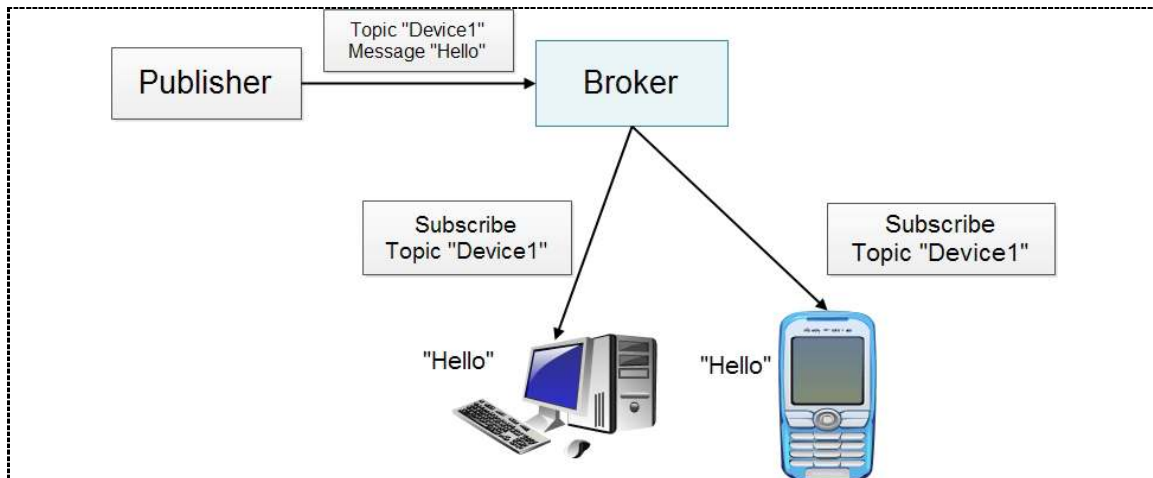 Topic "Device1"
Message "Hello"
Publisher
Broker
Subscribe
Topic "Device1"
Subscribe
Topic "Device1"
"Hello"
"Hello"